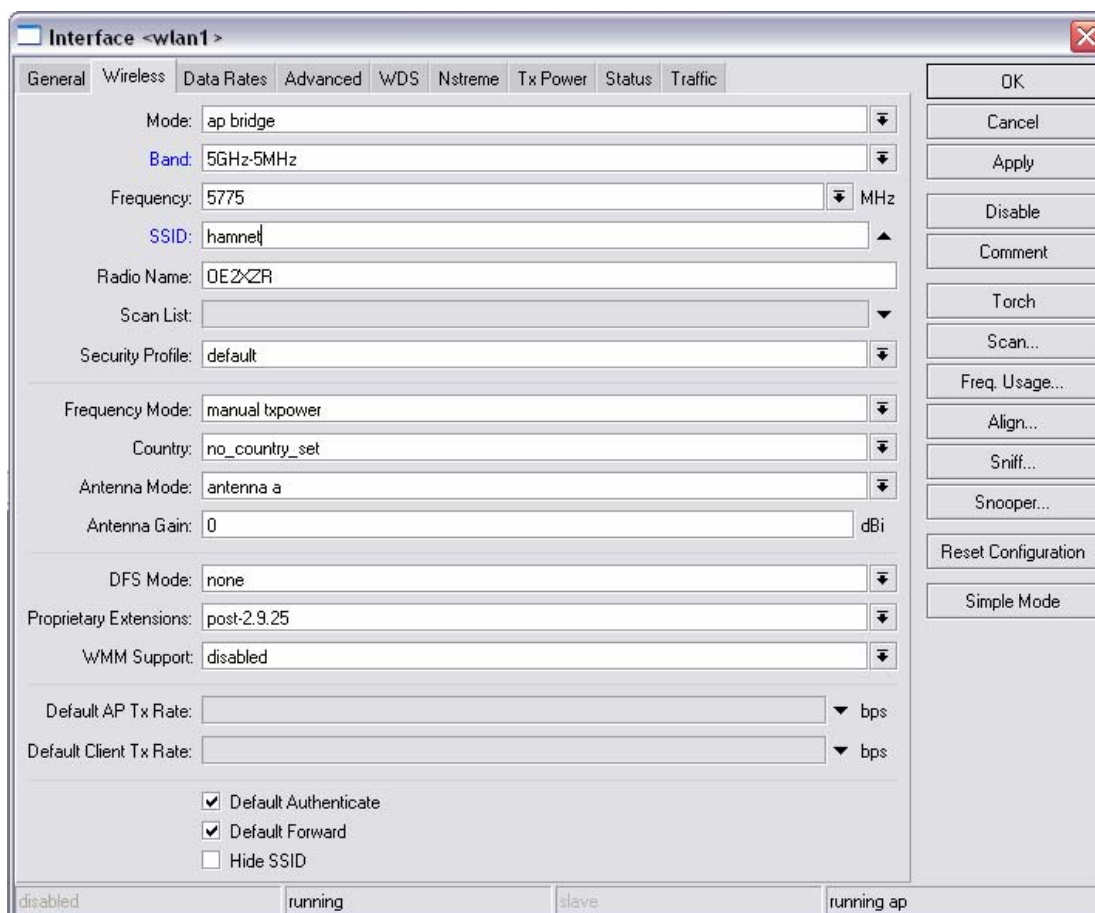 Interface <wlan1>
General Wireless Data Rates Advanced WDS Nstreme Tx Power Status Traffic
OK
Mode: ap bridge
Cancel
Band: 5GHz-5MHz
Apply
Frequency: 5775 MHz
Disable
SSID: hamnet
Comment
Radio Name: OE2XZR
Torch
Scan List:
Scan...
Security Profile: default
Freq. Usage...
Frequency Mode: manual txpower
Align...
Country: no_country_set
Sniff...
Antenna Mode: antenna a
Snooper...
Antenna Gain: 0 dBi
Reset Configuration
DFS Mode: none
Simple Mode
Proprietary Extensions: post-2.9.25
WMM Support: disabled
Default AP Tx Rate: bps
Default Client Tx Rate: bps
Default Authenticate
Default Forward
Hide SSID
disabled running slave running ap